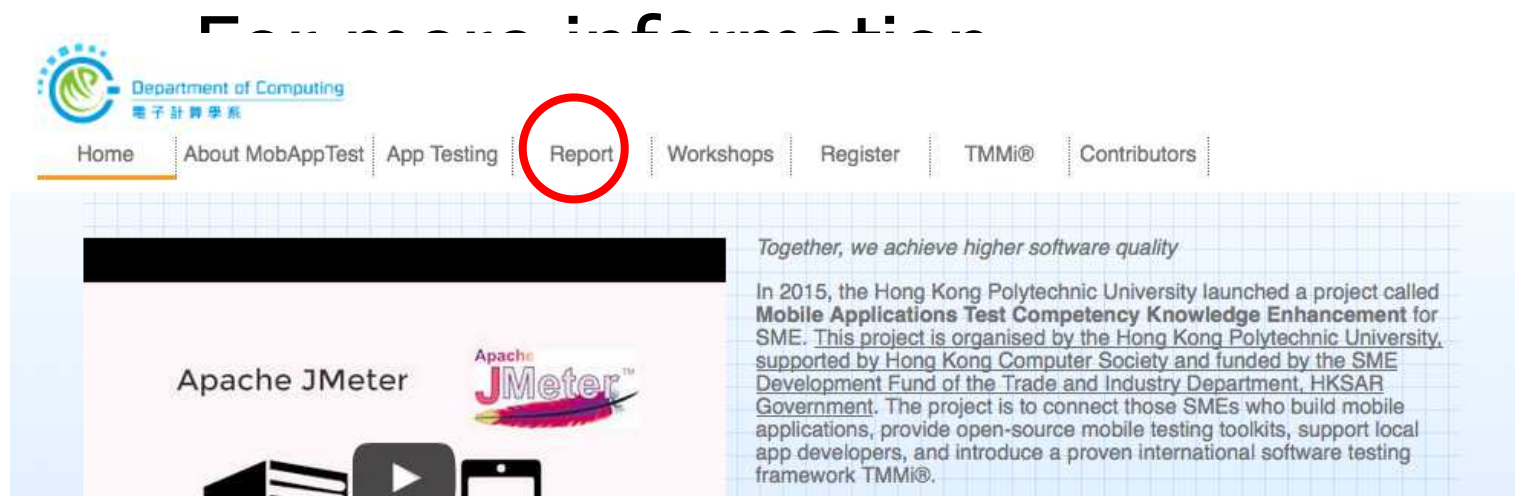 For more information
Department of Computing
電子計算學系
Home About MobAppTest App Testing Report Workshops Register TMMi® Contributors
Together, we achieve higher software quality
In 2015, the Hong Kong Polytechnic University launched a project called
Mobile Applications Test Competency Knowledge Enhancement for
SME. This project is organised by the Hong Kong Polytechnic University,
supported by Hong Kong Computer Society and funded by the SME
Development Fund of the Trade and Industry Department, HKSAR
Government. The project is to connect those SMEs who build mobile
applications, provide open-source mobile testing toolkits, support local
app developers, and introduce a proven international software testing
framework TMMi®.
Apache JMeter
Apache
JMeter™